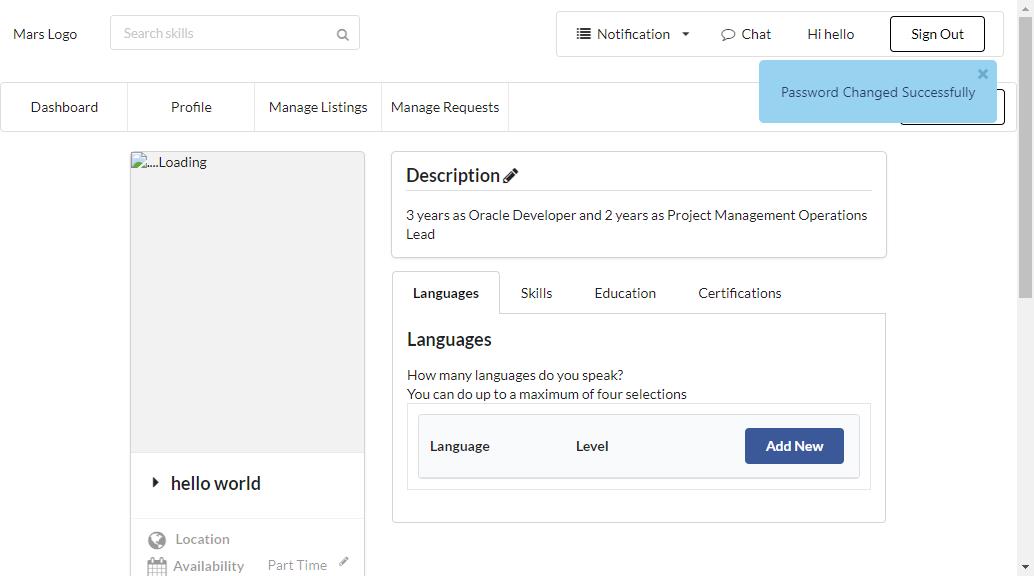 Mars Logo
Search skills
Notification
Chat
Hi hello
Sign Out
Password Changed Successfully
Dashboard
Profile
Manage Listings
Manage Requests
....Loading
Description
3 years as Oracle Developer and 2 years as Project Management Operations
Lead
Languages
Skills
Education
Certifications
Languages
How many languages do you speak?
You can do up to a maximum of four selections
Language
Level
Add New
hello world
Location
Availability
Part Time